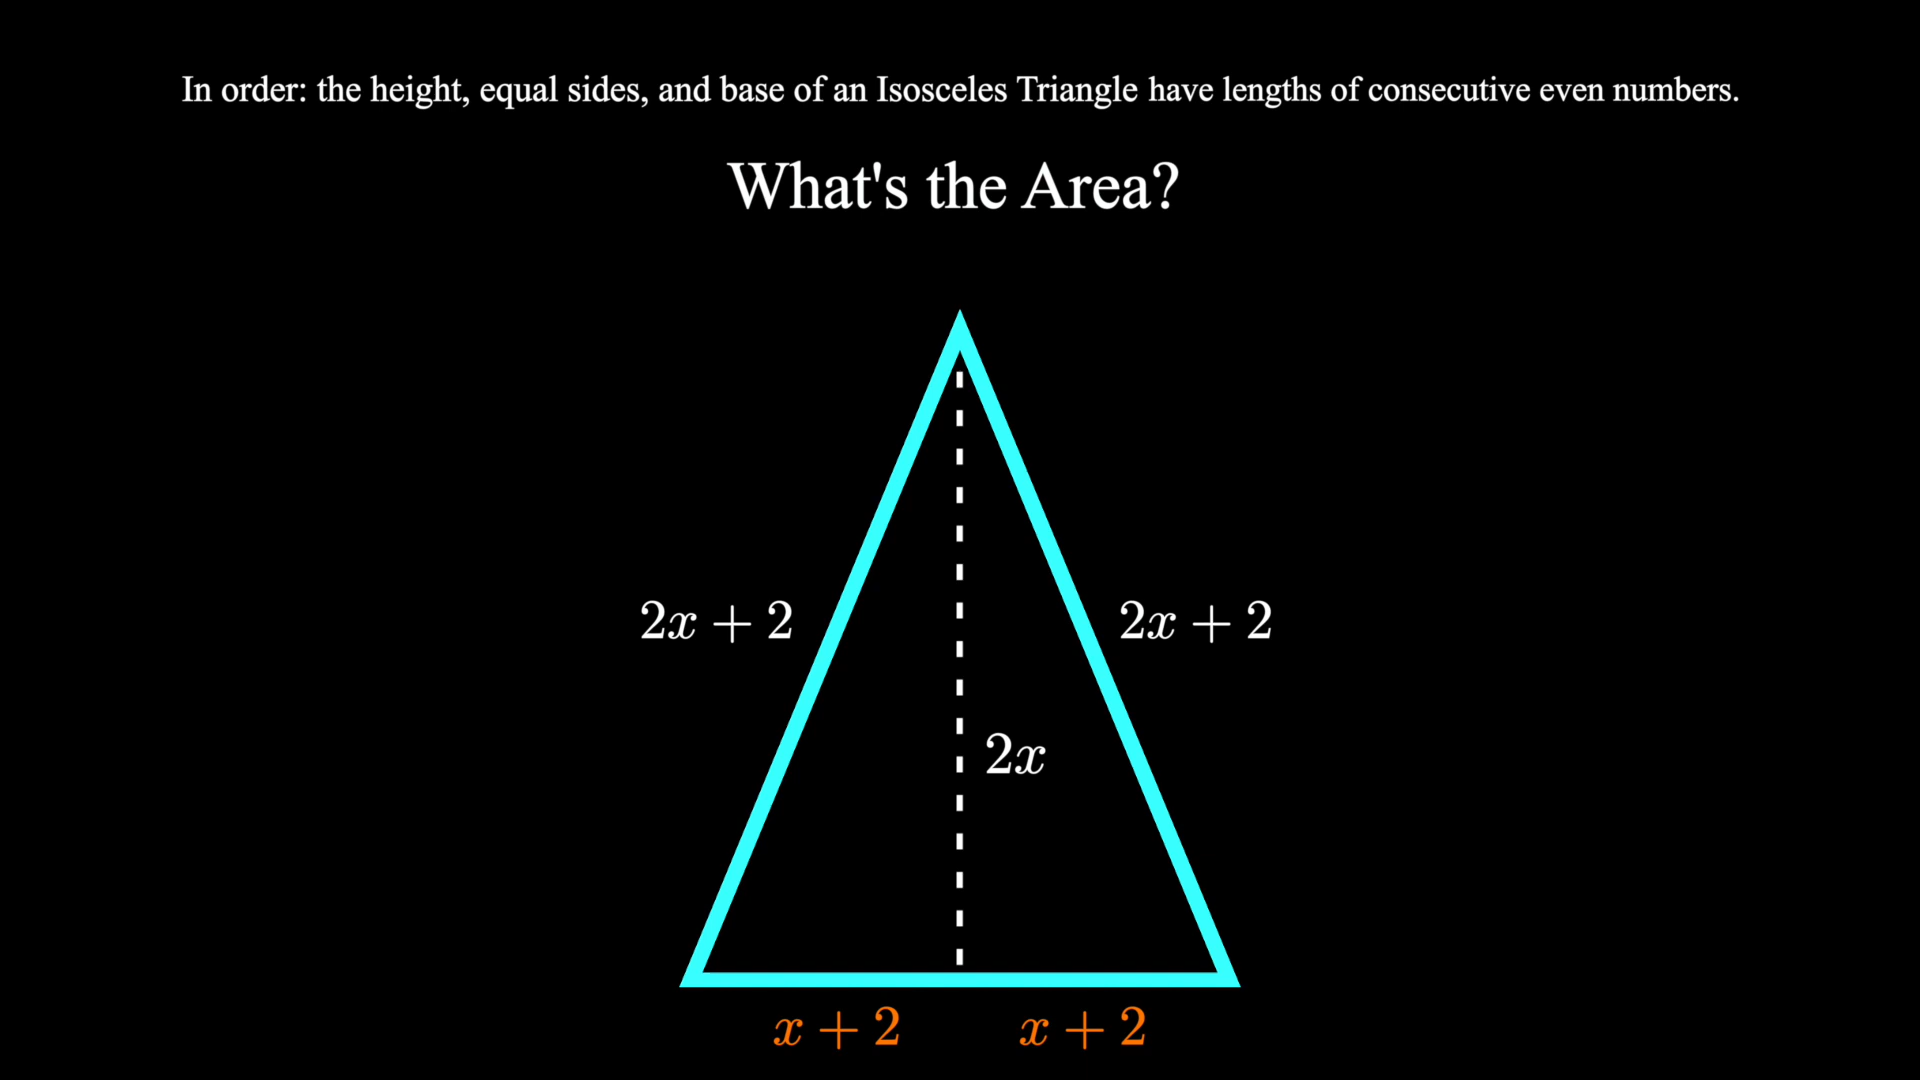 In order: the height, equal sides, and base of an Isosceles Triangle have lengths of consecutive even numbers.
What's the Area?
2x + 2
2x + 2
2x
x + 2
x + 2